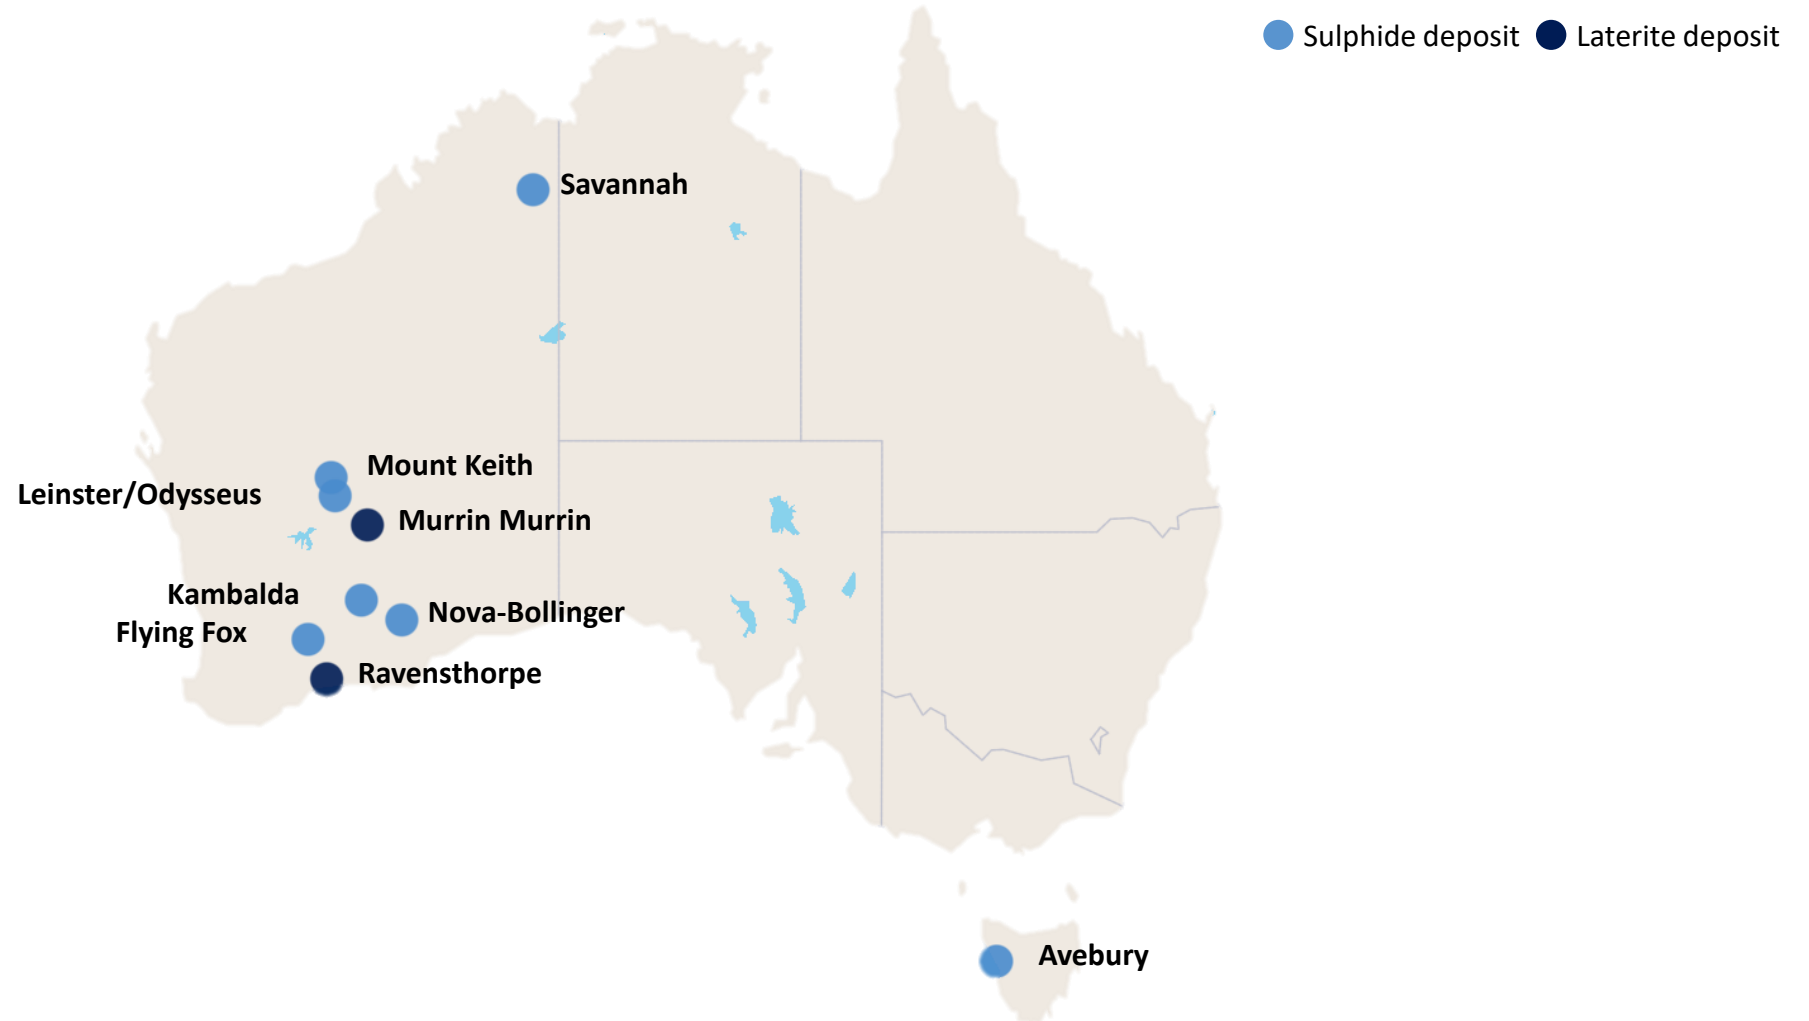 Sulphide deposit
Laterite deposit
Savannah
Mount Keith
Leinster/Odysseus
Murrin Murrin
Kambalda
Nova-Bollinger
Flying Fox
Ravensthorpe
Avebury